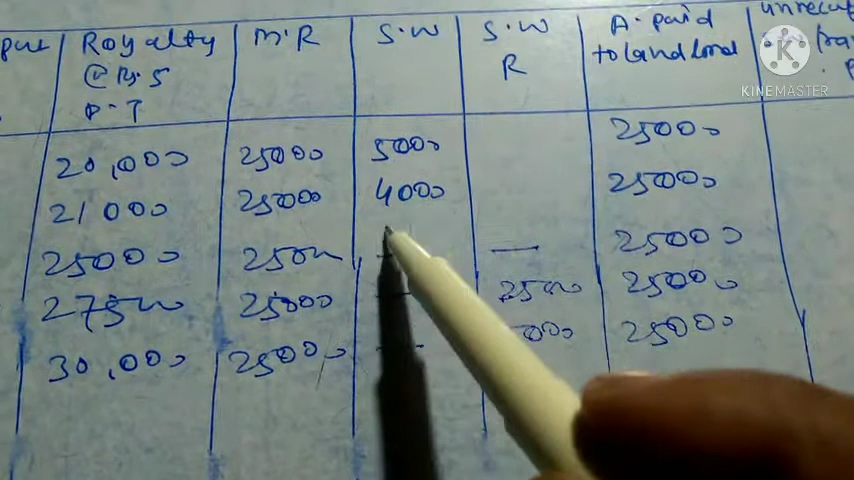 Royalty M.R S.W S.W A. paid
@ Rs. 5 R to land lord
P. T
20,000 25000 5000 25000
21000 25000 4000 25000
25000 2500 — 25000
27500 25000 2500 25000
30,000 25000 000 25000
KINEMASTER